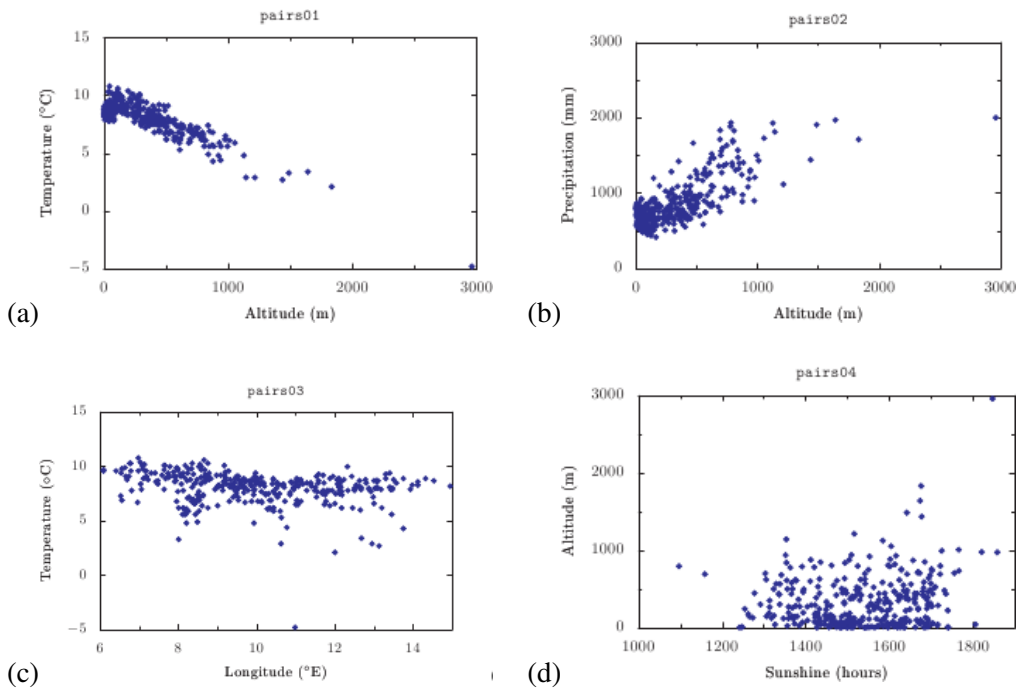 pairs01
15
10
5
0
−5
0 1000 2000 3000
Temperature (°C)
Altitude (m)
(a)
pairs02
3000
2000
1000
0
0 1000 2000 3000
Precipitation (mm)
Altitude (m)
(b)
pairs03
15
10
5
0
−5
6 8 10 12 14
Temperature (oC)
Longitude (°E)
(c)
pairs04
3000
2000
1000
0
1000 1200 1400 1600 1800
Altitude (m)
Sunshine (hours)
(d)